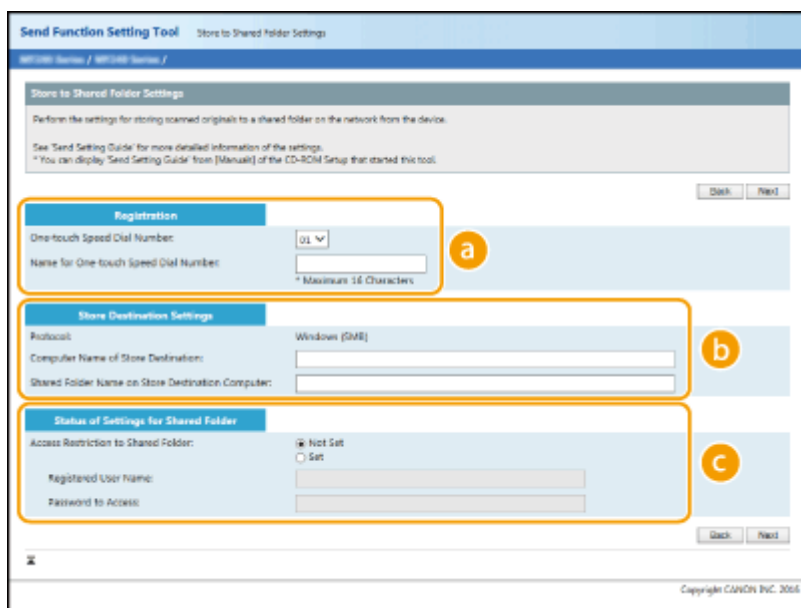 Send Function Setting Tool Store to Shared Folder Settings
Store to Shared Folder Settings
Perform the settings for storing scanned originals to a shared folder on the network from the device.
See 'Send Setting Guide' for more detailed information of the settings.
* You can display 'Send Setting Guide' from [Manuals] of the CD-ROM Setup that started this tool.
Back Next
Registration
One-touch Speed Dial Number: 01
a
Name for One-touch Speed Dial Number:
* Maximum 16 Characters
Store Destination Settings
Protocol: Windows (SMB)
b
Computer Name of Store Destination:
Shared Folder Name on Store Destination Computer:
Status of Settings for Shared Folder
Access Restriction to Shared Folder: Not Set
Set
c
Registered User Name:
Password to Access:
Back Next
Copyright CANON INC. 2016